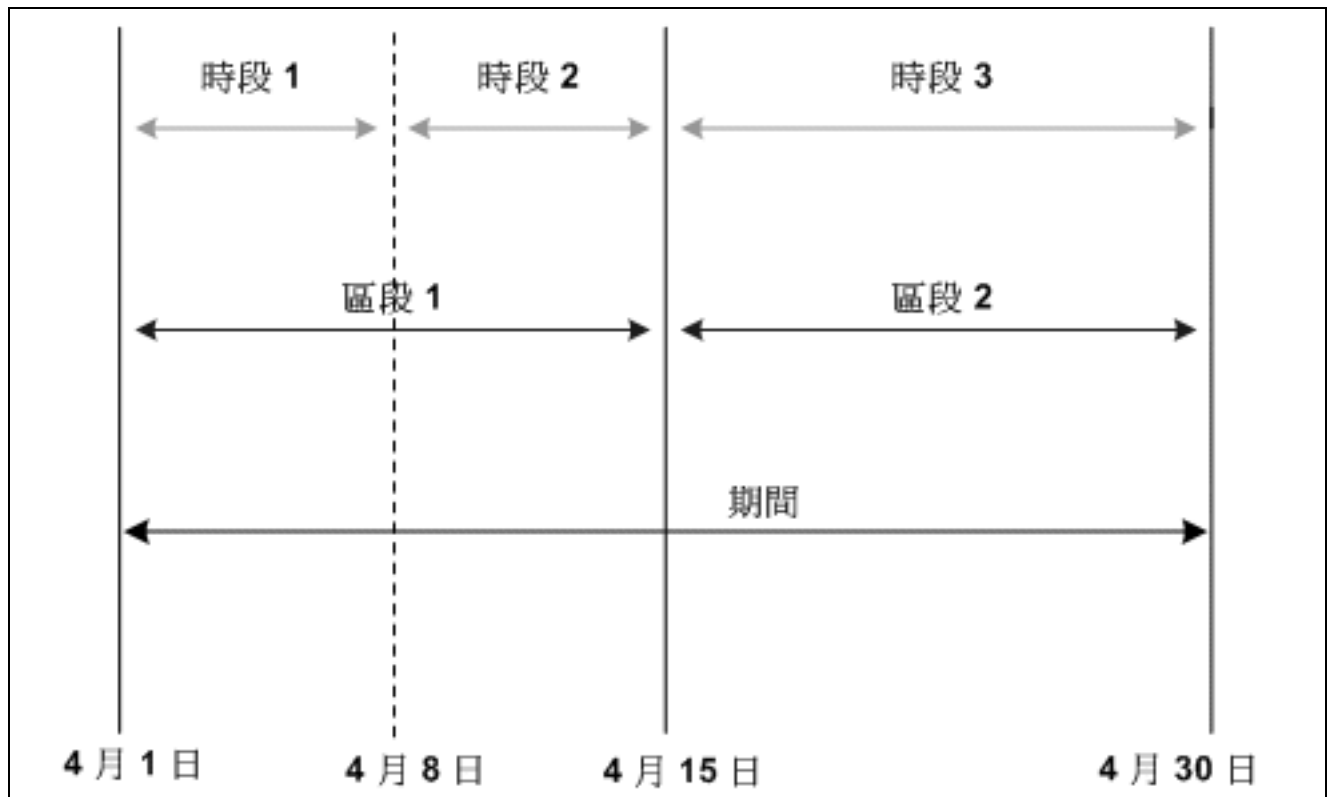 時段 1
時段 2
時段 3
區段 1
區段 2
期間
4 月 1 日
4 月 8 日
4 月 15 日
4 月 30 日